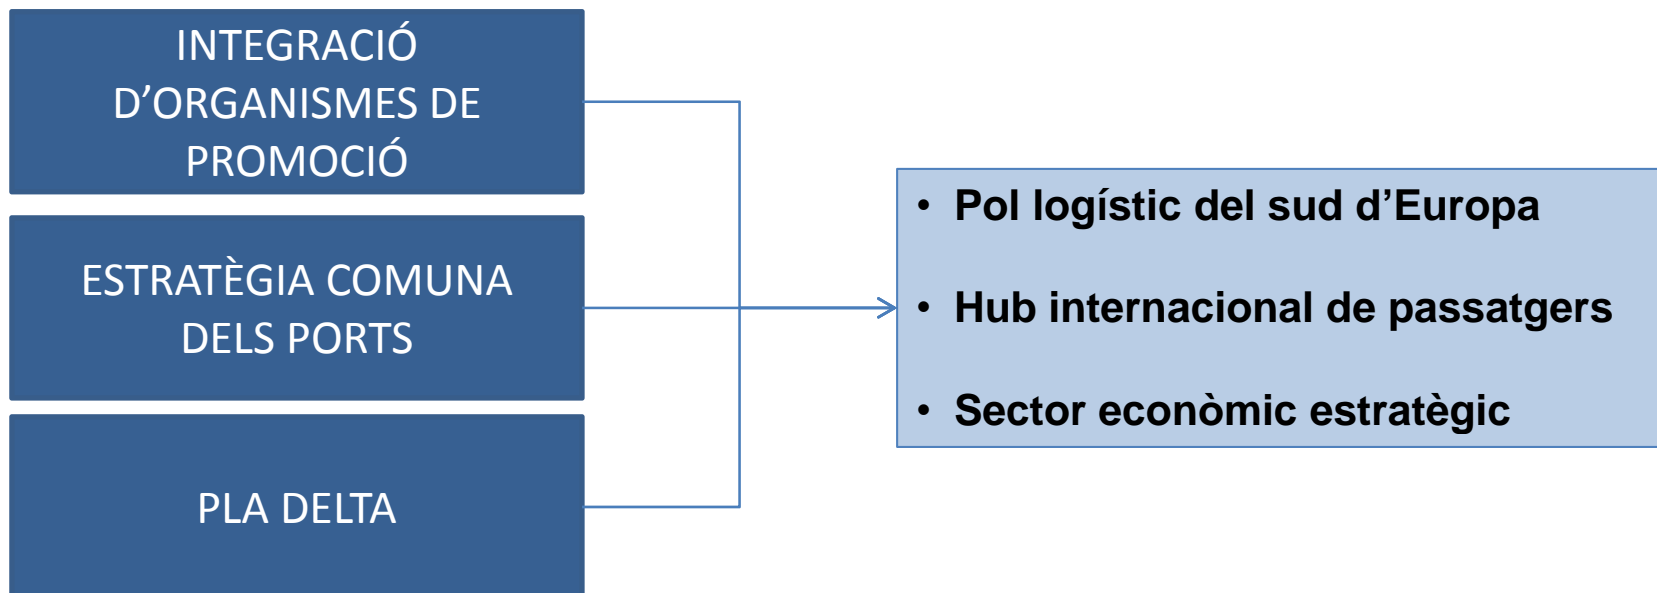 INTEGRACIÓ
D’ORGANISMES DE
PROMOCIÓ
ESTRATÈGIA COMUNA
DELS PORTS
PLA DELTA
• Pol logístic del sud d’Europa
• Hub internacional de passatgers
• Sector econòmic estratègic